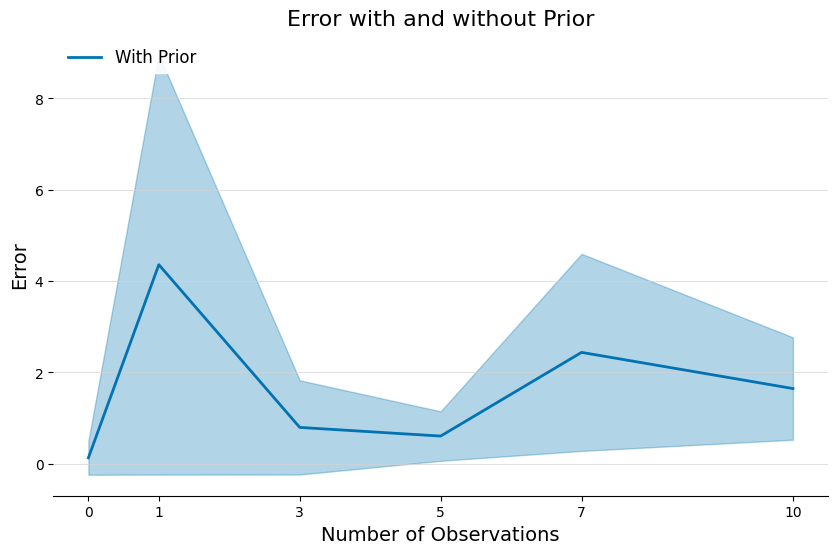 Error with and without Prior
With Prior
8
6
4
2
0
Error
0 1 3 5 7 10
Number of Observations